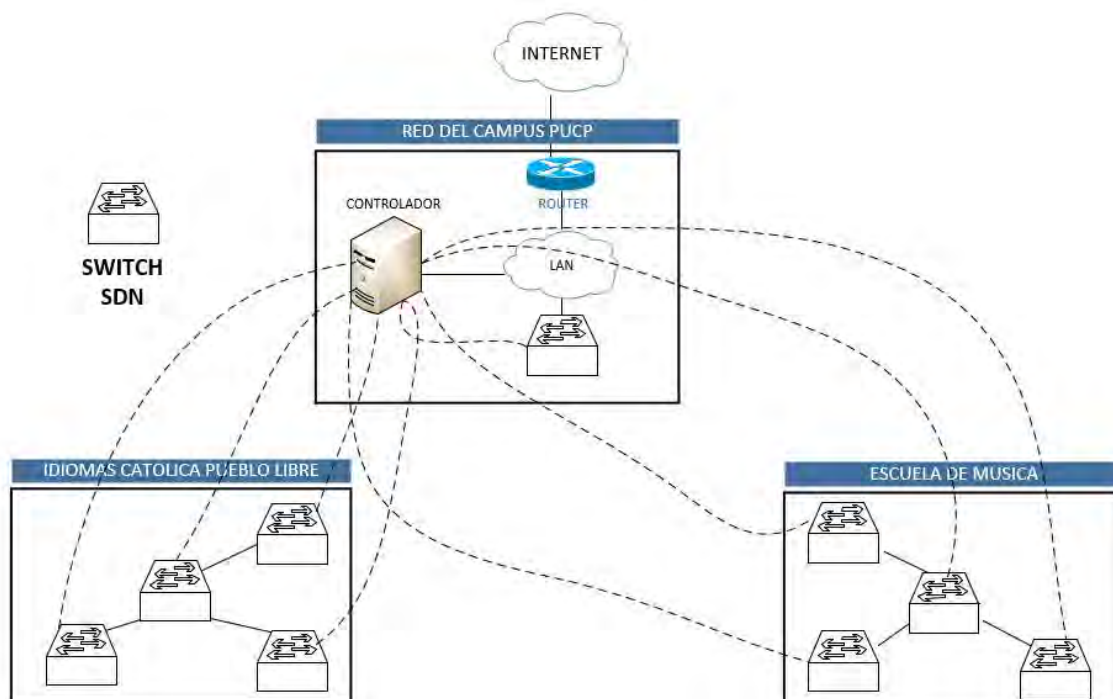 INTERNET
RED DEL CAMPUS PUCP
CONTROLADOR
ROUTER
LAN
SWITCH
SDN
IDIOMAS CATOLICA PUEBLO LIBRE
ESCUELA DE MUSICA